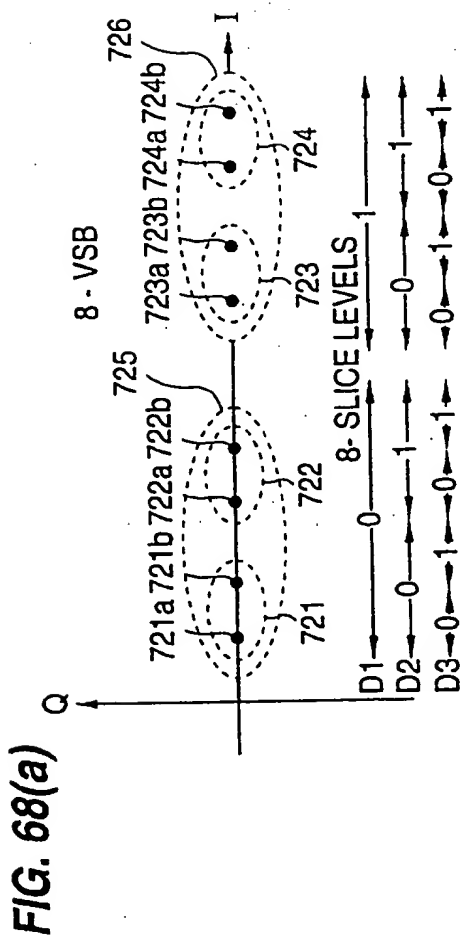 FIG. 68(a)
Q
8 - VSB
725
726
721a 721b 722a 722b
723a 723b 724a 724b
I
721
722
723
724
8- SLICE LEVELS
D1 0 1
D2 0 1 0 1
D3 0 1 0 1 0 1 0 1